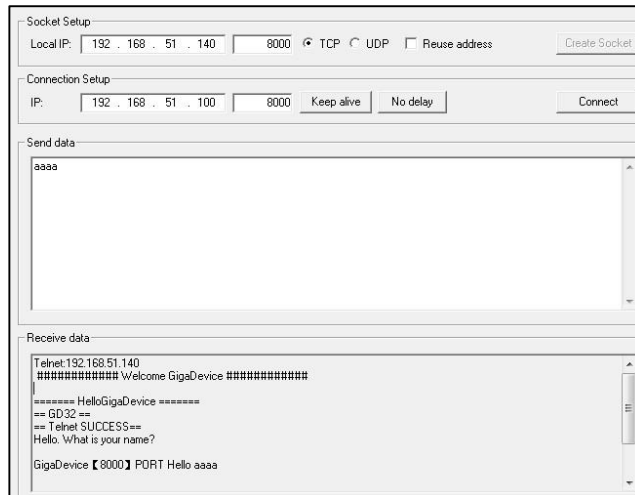 Socket Setup
Local IP: 192 . 168 . 51 . 140 8000 TCP UDP Reuse address Create Socket
Connection Setup
IP: 192 . 168 . 51 . 100 8000 Keep alive No delay Connect
Send data
aaaa
Receive data
Telnet:192.168.51.140
############ Welcome GigaDevice ############
======= HelloGigaDevice =======
== GD32 ==
== Telnet SUCCESS==
Hello. What is your name?
GigaDevice【8000】PORT Hello aaaa